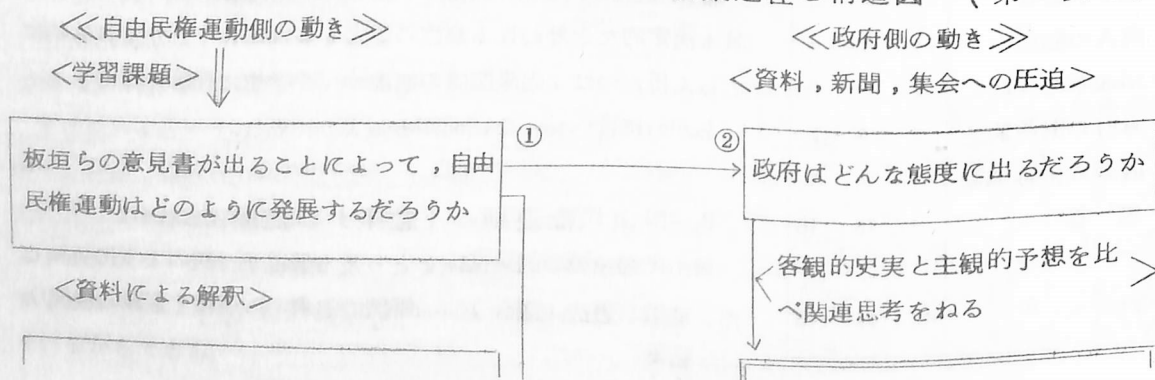 ≪自由民権運動側の動き≫
<学習課題>
①
板垣らの意見書が出ることによって，自由
民権運動はどのように発展するだろうか
<資料による解釈>
≪政府側の動き≫
<資料，新聞，集会への圧迫>
②
政府はどんな態度に出るだろうか
<客観的史実と主観的予想を比>
べ関連思考をねる